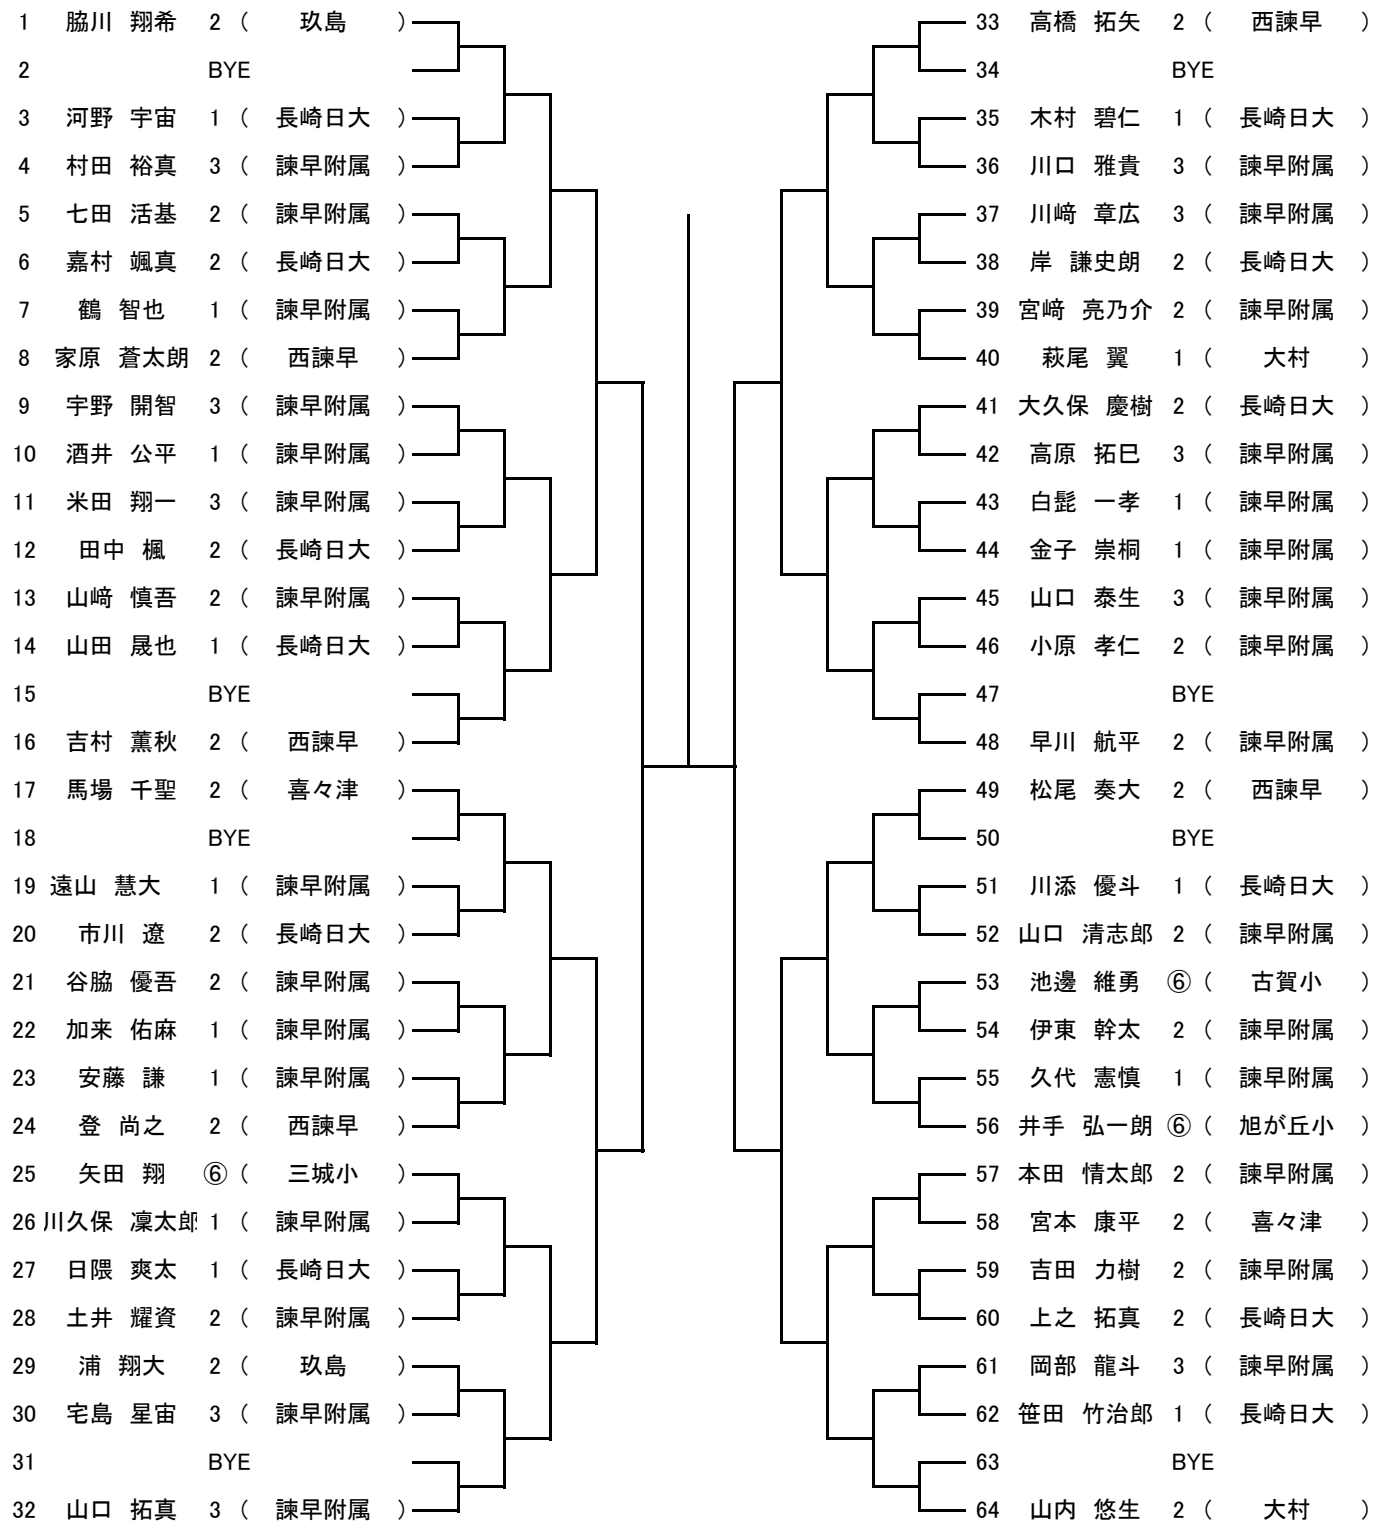 1 脇川 翔希 2 ( 玖島 )
2 BYE
3 河野 宇宙 1 ( 長崎日大 )
4 村田 裕真 3 ( 諫早附属 )
5 七田 活基 2 ( 諫早附属 )
6 嘉村 颯真 2 ( 長崎日大 )
7 鶴 智也 1 ( 諫早附属 )
8 家原 蒼太朗 2 ( 西諫早 )
9 宇野 開智 3 ( 諫早附属 )
10 酒井 公平 1 ( 諫早附属 )
11 米田 翔一 3 ( 諫早附属 )
12 田中 楓 2 ( 長崎日大 )
13 山﨑 慎吾 2 ( 諫早附属 )
14 山田 晟也 1 ( 長崎日大 )
15 BYE
16 吉村 薫秋 2 ( 西諫早 )
17 馬場 千聖 2 ( 喜々津 )
18 BYE
19 遠山 慧大 1 ( 諫早附属 )
20 市川 遼 2 ( 長崎日大 )
21 谷脇 優吾 2 ( 諫早附属 )
22 加来 佑麻 1 ( 諫早附属 )
23 安藤 謙 1 ( 諫早附属 )
24 登 尚之 2 ( 西諫早 )
25 矢田 翔 ⑥ ( 三城小 )
26 川久保 凜太郎 1 ( 諫早附属 )
27 日隈 爽太 1 ( 長崎日大 )
28 土井 耀資 2 ( 諫早附属 )
29 浦 翔大 2 ( 玖島 )
30 宅島 星宙 3 ( 諫早附属 )
31 BYE
32 山口 拓真 3 ( 諫早附属 )
33 高橋 拓矢 2 ( 西諫早 )
34 BYE
35 木村 碧仁 1 ( 長崎日大 )
36 川口 雅貴 3 ( 諫早附属 )
37 川﨑 章広 3 ( 諫早附属 )
38 岸 謙史朗 2 ( 長崎日大 )
39 宮﨑 亮乃介 2 ( 諫早附属 )
40 萩尾 翼 1 ( 大村 )
41 大久保 慶樹 2 ( 長崎日大 )
42 高原 拓巳 3 ( 諫早附属 )
43 白髭 一孝 1 ( 諫早附属 )
44 金子 崇桐 1 ( 諫早附属 )
45 山口 泰生 3 ( 諫早附属 )
46 小原 孝仁 2 ( 諫早附属 )
47 BYE
48 早川 航平 2 ( 諫早附属 )
49 松尾 奏大 2 ( 西諫早 )
50 BYE
51 川添 優斗 1 ( 長崎日大 )
52 山口 清志郎 2 ( 諫早附属 )
53 池邊 維勇 ⑥ ( 古賀小 )
54 伊東 幹太 2 ( 諫早附属 )
55 久代 憲慎 1 ( 諫早附属 )
56 井手 弘一朗 ⑥ ( 旭が丘小 )
57 本田 情太郎 2 ( 諫早附属 )
58 宮本 康平 2 ( 喜々津 )
59 吉田 力樹 2 ( 諫早附属 )
60 上之 拓真 2 ( 長崎日大 )
61 岡部 龍斗 3 ( 諫早附属 )
62 笹田 竹治郎 1 ( 長崎日大 )
63 BYE
64 山内 悠生 2 ( 大村 )